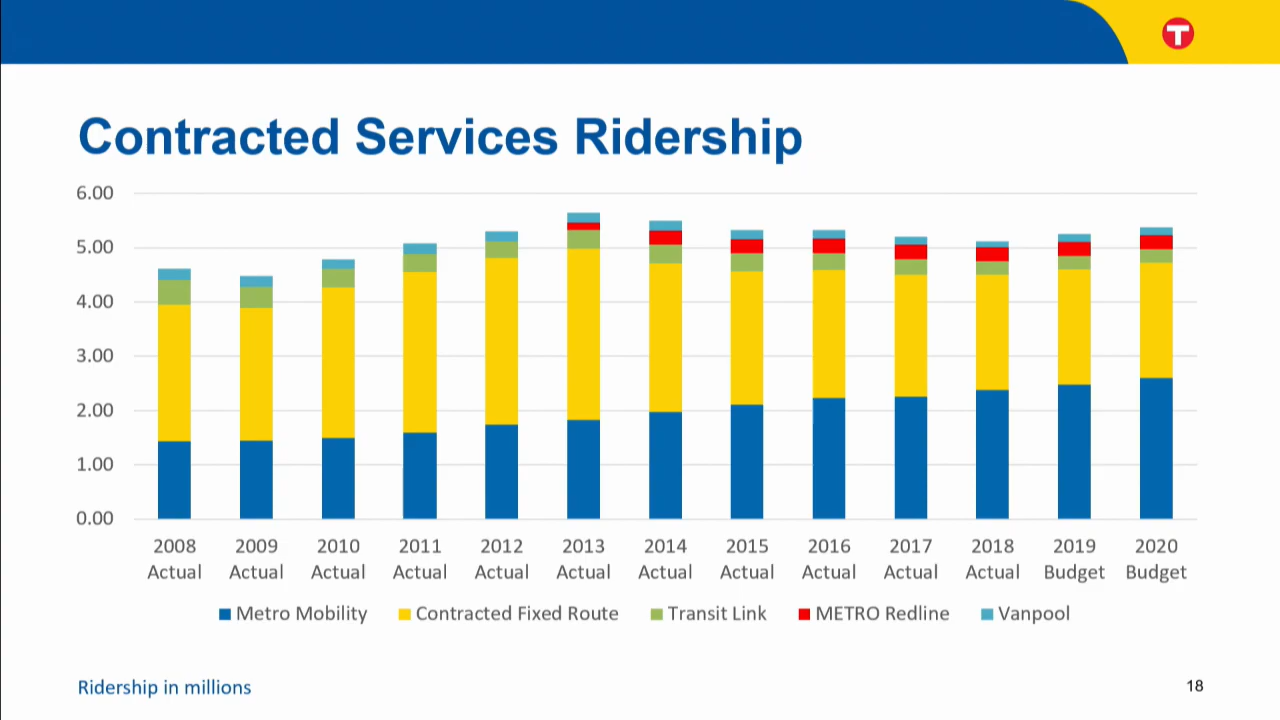 T
Contracted Services Ridership
6.00
5.00
4.00
3.00
2.00
1.00
0.00
2008 2009 2010 2011 2012 2013 2014 2015 2016 2017 2018 2019 2020
Actual Actual Actual Actual Actual Actual Actual Actual Actual Actual Actual Budget Budget
Metro Mobility Contracted Fixed Route Transit Link METRO Redline Vanpool
Ridership in millions
18